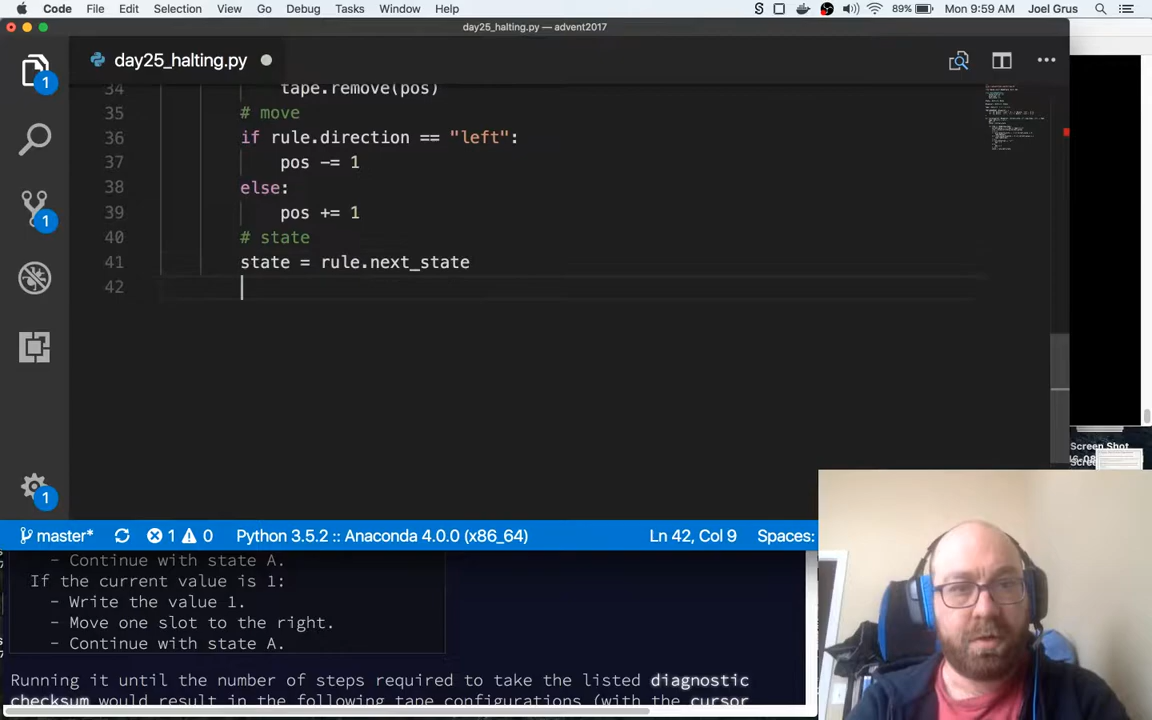 Code File Edit Selection View Go Debug Tasks Window Help 89% Mon 9:59 AM Joel Grus
day25_halting.py — advent2017
day25_halting.py
34 tape.remove(pos)
35 # move
36 if rule.direction == "left":
37 pos -= 1
38 else:
39 pos += 1
40 # state
41 state = rule.next_state
42
Screen Shot
1
1
1
master* 1 0 Python 3.5.2 :: Anaconda 4.0.0 (x86_64) Ln 42, Col 9 Spaces:
- Continue with state A.
If the current value is 1:
- Write the value 1.
- Move one slot to the right.
- Continue with state A.
Running it until the number of steps required to take the listed diagnostic
checksum would result in the following tape configurations (with the cursor